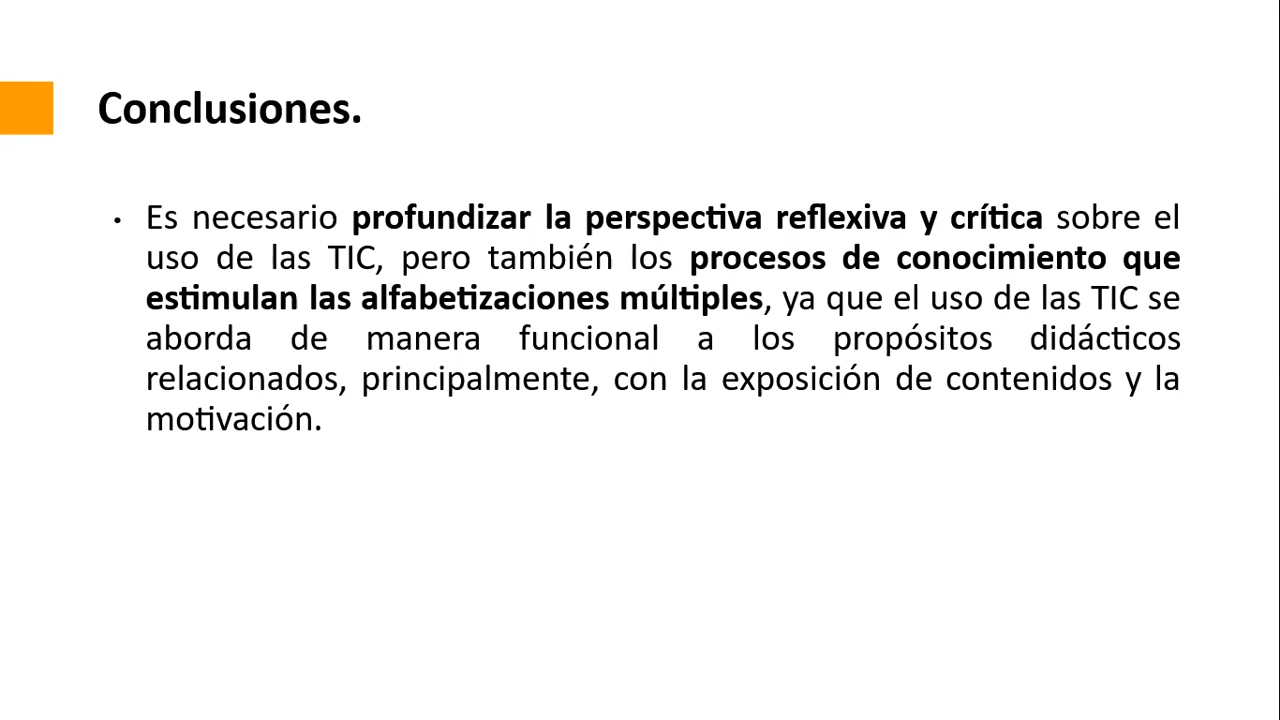 Conclusiones.
• Es necesario profundizar la perspectiva reflexiva y crítica sobre el
uso de las TIC, pero también los procesos de conocimiento que
estimulan las alfabetizaciones múltiples, ya que el uso de las TIC se
aborda de manera funcional a los propósitos didácticos
relacionados, principalmente, con la exposición de contenidos y la
motivación.